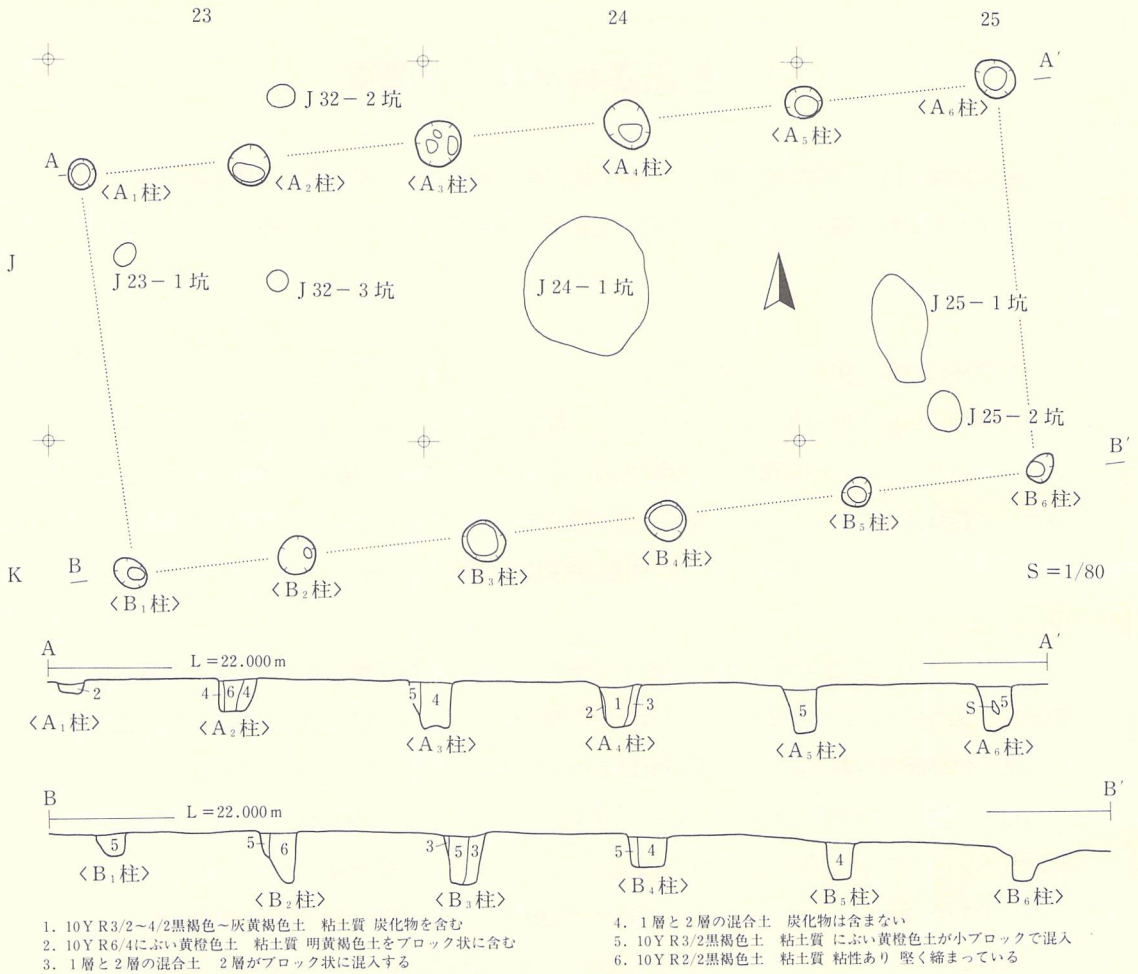 23 24 25
A′
J 32－2 坑
〈A₆柱〉
〈A₅柱〉
A
〈A₁柱〉 〈A₂柱〉 〈A₃柱〉 〈A₄柱〉
J
J 23－1 坑 J 32－3 坑 J 24－1 坑 J 25－1 坑
J 25－2 坑
B′
〈B₆柱〉
〈B₅柱〉
〈B₄柱〉
K B
〈B₁柱〉 〈B₂柱〉 〈B₃柱〉
S＝1/80
A A′
L＝22.000m
2 4 6 4 5 4 2 1 3 5 S 5
〈A₁柱〉 〈A₂柱〉 〈A₃柱〉 〈A₄柱〉 〈A₅柱〉 〈A₆柱〉
B B′
L＝22.000m
5 5 6 3 5 3 5 4 4
〈B₁柱〉 〈B₂柱〉 〈B₃柱〉 〈B₄柱〉 〈B₅柱〉 〈B₆柱〉
1. 10YR3/2~4/2黒褐色~灰黄褐色土 粘土質 炭化物を含む
2. 10YR6/4にぶい黄橙色土 粘土質 明黄褐色土をブロック状に含む
3. 1層と2層の混合土 2層がブロック状に混入する
4. 1層と2層の混合土 炭化物は含まない
5. 10YR3/2黒褐色土 粘土質 にぶい黄橙色土が小ブロックで混入
6. 10YR2/2黒褐色土 粘土質 粘性あり 堅く締まっている